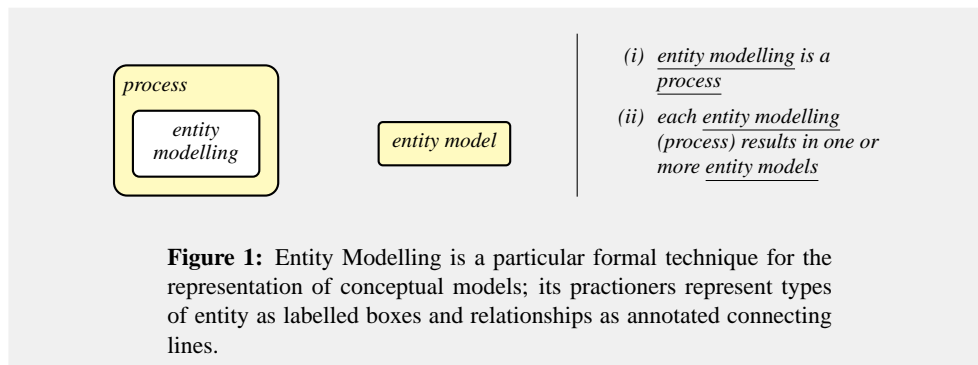 process
entity
modelling
entity model
(i) entity modelling is a
process
(ii) each entity modelling
(process) results in one or
more entity models
Figure 1: Entity Modelling is a particular formal technique for the
representation of conceptual models; its practioners represent types
of entity as labelled boxes and relationships as annotated connecting
lines.